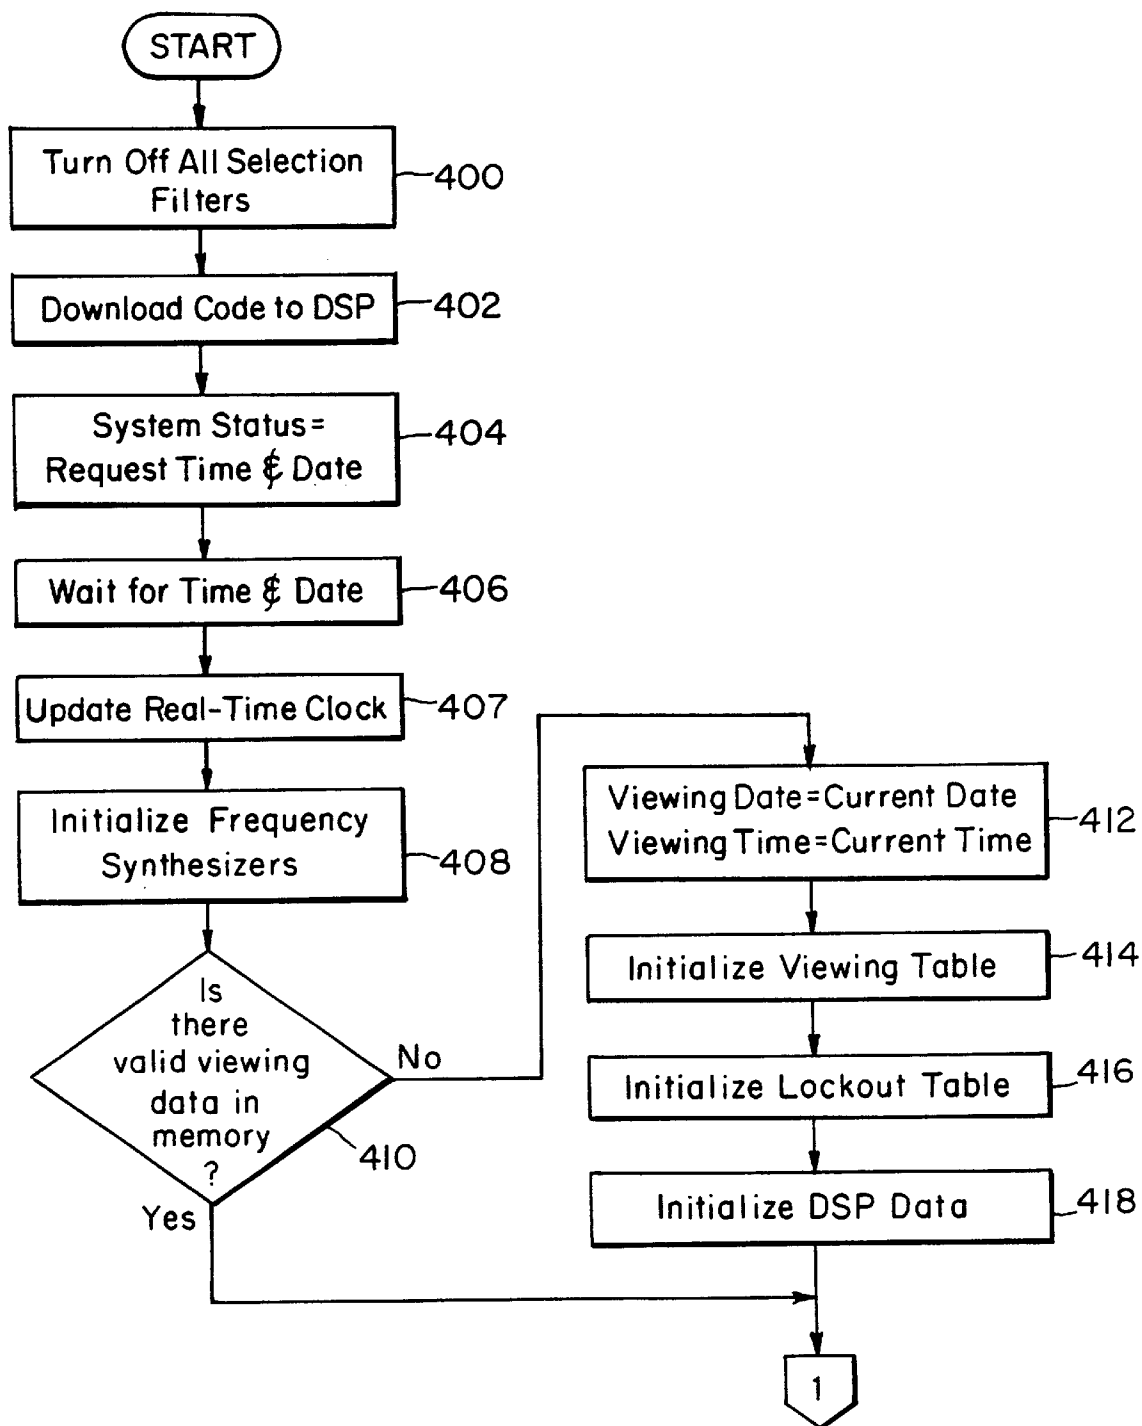 START
Turn Off All Selection
Filters
400
Download Code to DSP
402
System Status=
Request Time & Date
404
Wait for Time & Date
406
Update Real-Time Clock
407
Initialize Frequency
Synthesizers
408
Is
there
valid viewing
data in
memory
?
410
No
Yes
Viewing Date=Current Date
Viewing Time=Current Time
412
Initialize Viewing Table
414
Initialize Lockout Table
416
Initialize DSP Data
418
1